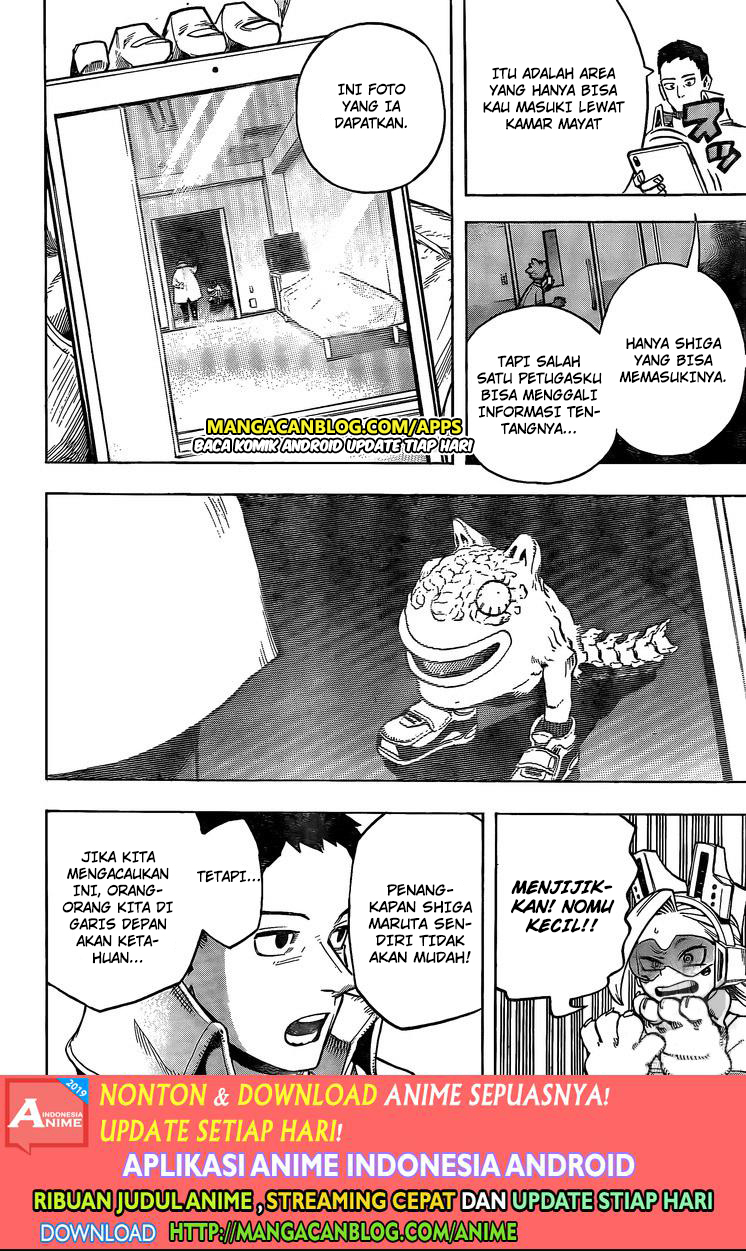 ITU ADALAH AREA
YANG HANYA BISA
KAU MASUKI LEWAT
KAMAR MAYAT
ズッ
HANYA SHIGA
YANG BISA
MEMASUKINYA.
TAPI SALAH
SATU PETUGASKU
BISA MENGGALI
INFORMASI TEN-
TANGNYA...
INI FOTO
YANG IA
DAPATKAN.
MANGACANBLOG.COM/APPS
BACA KOMIK ANDROID UPDATE TIAP HARI
MENJIJIK-
KAN! NOMU
KECIL!!
PENANG-
KAPAN SHIGA
MARUTA SEN-
DIRI TIDAK
AKAN MUDAH!
TETAPI...
JIKA KITA
MENGACAUKAN
INI, ORANG-
ORANG KITA DI
GARIS DEPAN
AKAN KETA-
HUAN...
2019
INDONESIA
ANIME
NONTON & DOWNLOAD ANIME SEPUASNYA!
UPDATE SETIAP HARI!
APLIKASI ANIME INDONESIA ANDROID
RIBUAN JUDUL ANIME , STREAMING CEPAT DAN UPDATE STIAP HARI
DOWNLOAD HTTP://MANGACANBLOG.COM/ANIME